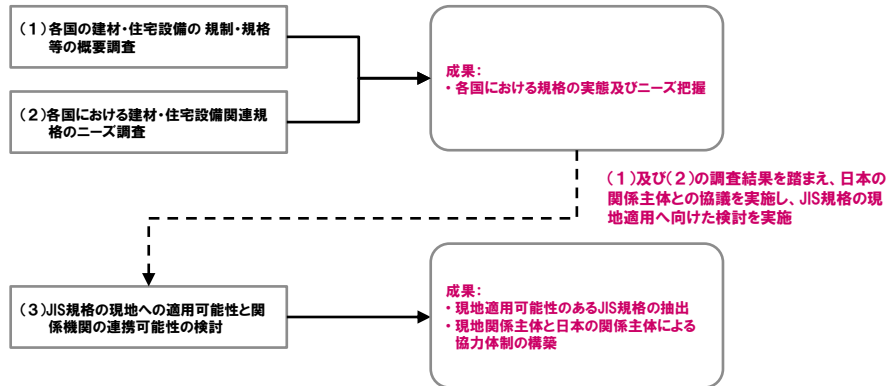 (1)各国の建材・住宅設備の 規制・規格
等の概要調査
(2)各国における建材・住宅設備関連規
格のニーズ調査
成果:
・各国における規格の実態及びニーズ把握
(1)及び(2)の調査結果を踏まえ、日本の
関係主体との協議を実施し、JIS規格の現
地適用へ向けた検討を実施
(3)JIS規格の現地への適用可能性と関
係機関の連携可能性の検討
成果:
・現地適用可能性のあるJIS規格の抽出
・現地関係主体と日本の関係主体による
協力体制の構築